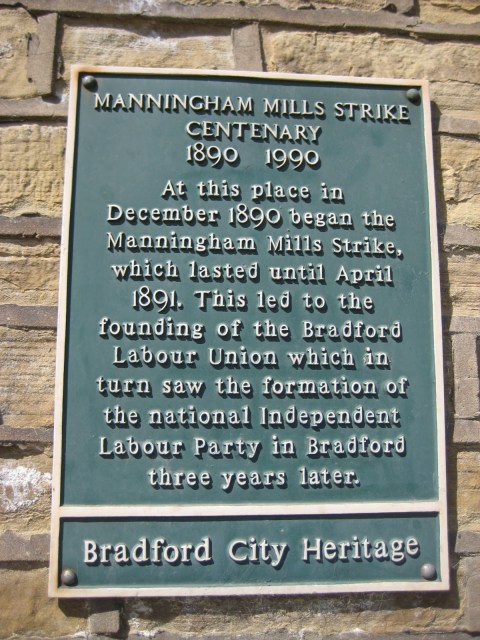 MANNINGHAM MILLS STRIKE
CENTENARY
1890 1990
At this place in
December 1890 began the
Manningham Mills Strike,
which lasted until April
1891. This led to the
founding of the Bradford
Labour Union which in
turn saw the formation of
the national Independent
Labour Party in Bradford
three years later.
Bradford City Heritage